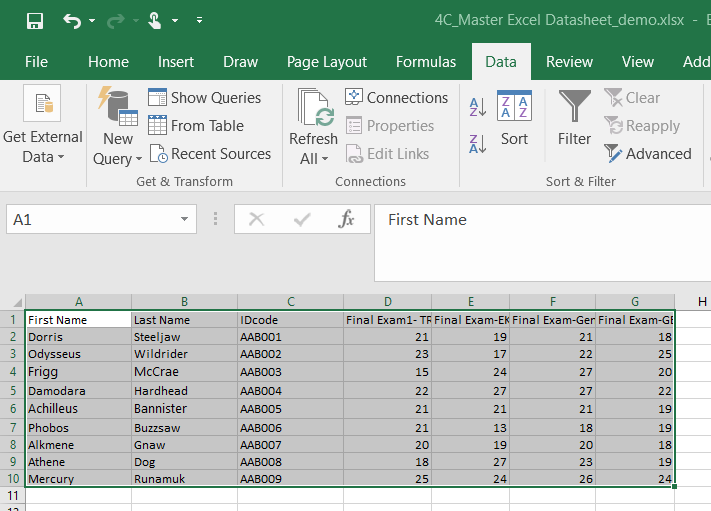 4C_Master Excel Datasheet_demo.xlsx -
File Home Insert Draw Page Layout Formulas Data Review View Add
Get External Data
New Query
Show Queries
From Table
Recent Sources
Get & Transform
Refresh All
Connections
Properties
Edit Links
Connections
Sort
Filter
Clear
Reapply
Advanced
Sort & Filter
A1 fx First Name
A B C D E F G H
1 First Name Last Name IDcode Final Exam1- TR Final Exam-EK Final Exam-Ger Final Exam-GE
2 Dorris Steeljaw AAB001 21 19 21 18
3 Odysseus Wildrider AAB002 23 17 22 25
4 Frigg McCrae AAB003 15 24 27 20
5 Damodara Hardhead AAB004 22 27 27 22
6 Achilleus Bannister AAB005 21 21 21 19
7 Phobos Buzzsaw AAB006 21 13 18 19
8 Alkmene Gnaw AAB007 20 19 20 18
9 Athene Dog AAB008 18 27 23 19
10 Mercury Runamuk AAB009 25 24 26 24
11